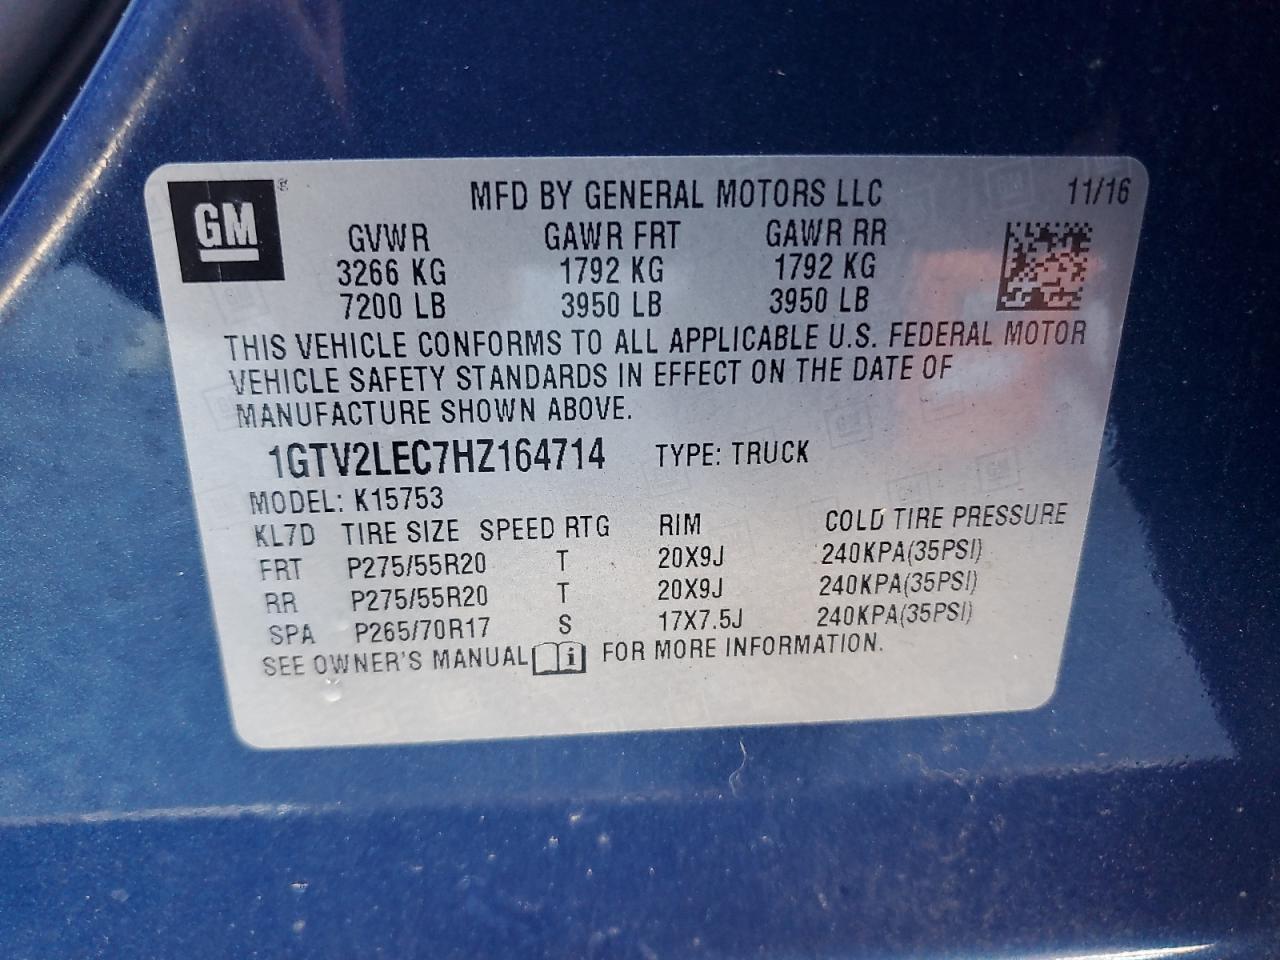 GM ®
MFD BY GENERAL MOTORS LLC 11/16
GVWR GAWR FRT GAWR RR
3266 KG 1792 KG 1792 KG
7200 LB 3950 LB 3950 LB
THIS VEHICLE CONFORMS TO ALL APPLICABLE U.S. FEDERAL MOTOR
VEHICLE SAFETY STANDARDS IN EFFECT ON THE DATE OF
MANUFACTURE SHOWN ABOVE.
1GTV2LEC7HZ164714 TYPE: TRUCK
MODEL: K15753
KL7D TIRE SIZE SPEED RTG RIM COLD TIRE PRESSURE
FRT P275/55R20 T 20X9J 240KPA(35PSI)
RR P275/55R20 T 20X9J 240KPA(35PSI)
SPA P265/70R17 S 17X7.5J 240KPA(35PSI)
SEE OWNER'S MANUAL i FOR MORE INFORMATION.